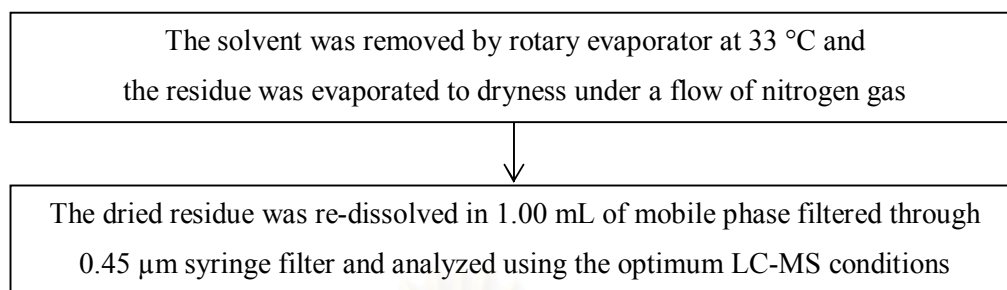 The solvent was removed by rotary evaporator at 33 °C and
the residue was evaporated to dryness under a flow of nitrogen gas
The dried residue was re-dissolved in 1.00 mL of mobile phase filtered through
0.45 µm syringe filter and analyzed using the optimum LC-MS conditions